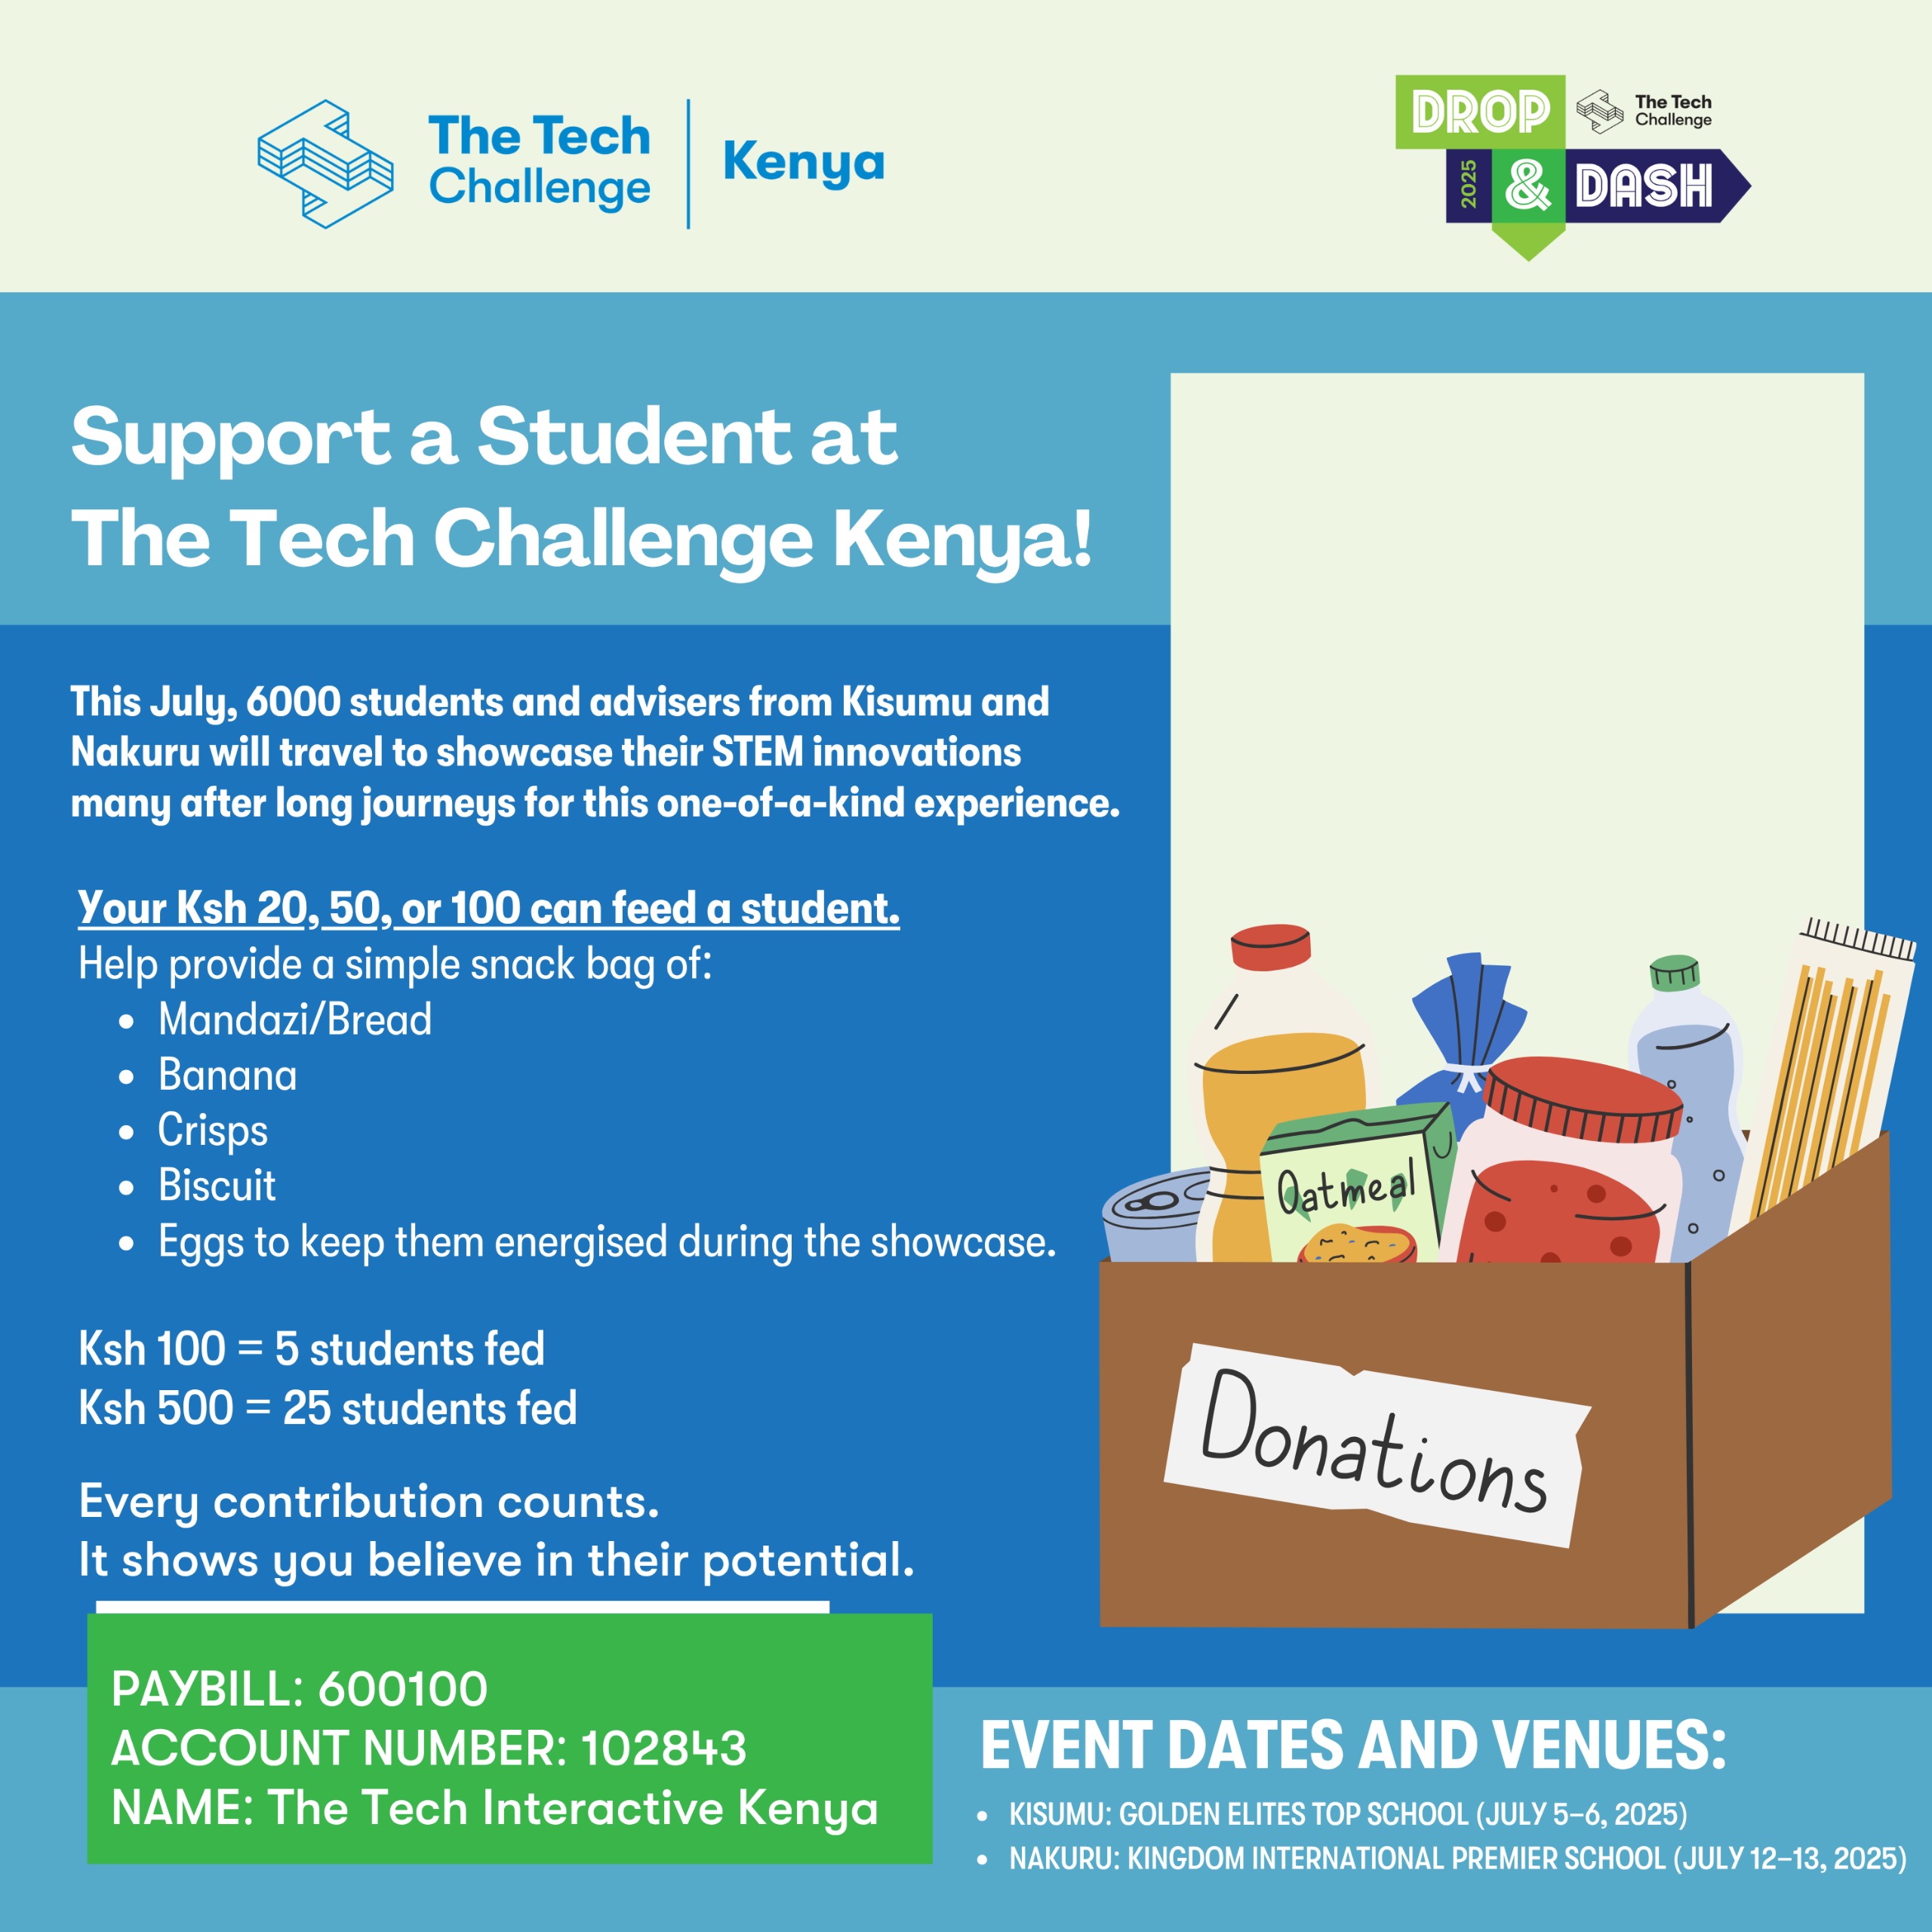 The Tech
Challenge
Kenya
DROP
The Tech
Challenge
2025
&
DASH
Support a Student at
The Tech Challenge Kenya!
This July, 6000 students and advisers from Kisumu and
Nakuru will travel to showcase their STEM innovations
many after long journeys for this one-of-a-kind experience.
Your Ksh 20, 50, or 100 can feed a student.
Help provide a simple snack bag of:
• Mandazi/Bread
• Banana
• Crisps
• Biscuit
• Eggs to keep them energised during the showcase.
Ksh 100 = 5 students fed
Ksh 500 = 25 students fed
Every contribution counts.
It shows you believe in their potential.
Oatmeal
Donations
PAYBILL: 600100
ACCOUNT NUMBER: 102843
NAME: The Tech Interactive Kenya
EVENT DATES AND VENUES:
• KISUMU: GOLDEN ELITES TOP SCHOOL (JULY 5–6, 2025)
• NAKURU: KINGDOM INTERNATIONAL PREMIER SCHOOL (JULY 12–13, 2025)